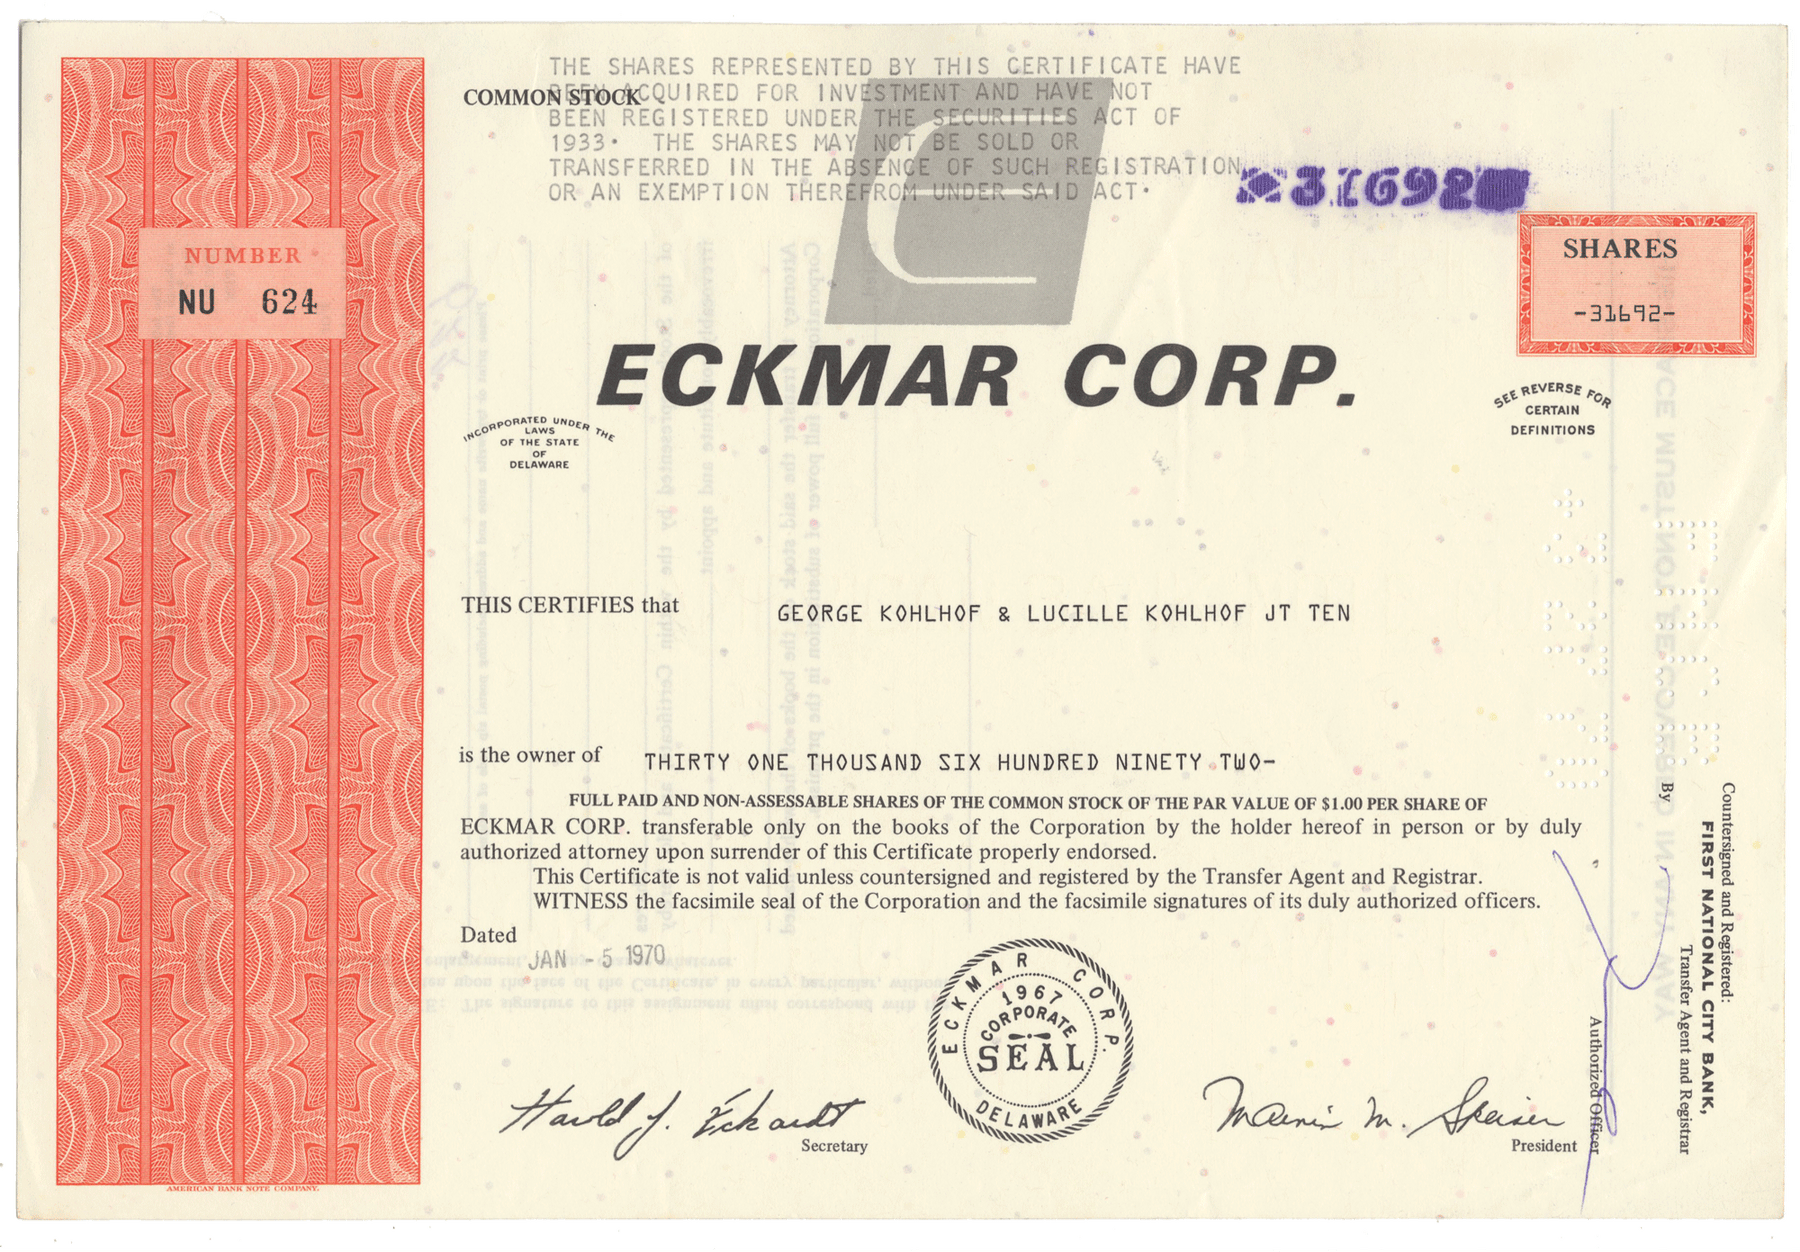 THE SHARES REPRESENTED BY THIS CERTIFICATE HAVE
BEEN ACQUIRED FOR INVESTMENT AND HAVE NOT
BEEN REGISTERED UNDER THE SECURITIES ACT OF
1933. THE SHARES MAY NOT BE SOLD OR
TRANSFERRED IN THE ABSENCE OF SUCH REGISTRATION
OR AN EXEMPTION THEREFROM UNDER SAID ACT.
COMMON STOCK
31692
NUMBER
NU 624
SHARES
-31692-
ECKMAR CORP.
INCORPORATED UNDER THE
LAWS
OF THE STATE
OF
DELAWARE
SEE REVERSE FOR
CERTAIN
DEFINITIONS
THIS CERTIFIES that GEORGE KOHLHOF & LUCILLE KOHLHOF JT TEN
is the owner of THIRTY ONE THOUSAND SIX HUNDRED NINETY TWO-
FULL PAID AND NON-ASSESSABLE SHARES OF THE COMMON STOCK OF THE PAR VALUE OF $1.00 PER SHARE OF
ECKMAR CORP. transferable only on the books of the Corporation by the holder hereof in person or by duly
authorized attorney upon surrender of this Certificate properly endorsed.
This Certificate is not valid unless countersigned and registered by the Transfer Agent and Registrar.
WITNESS the facsimile seal of the Corporation and the facsimile signatures of its duly authorized officers.
Dated
JAN -5 1970
ECKMAR CORP.
1967
CORPORATE
SEAL
DELAWARE
Harold J. Eckardt
Secretary
Marvin M. Speiser
President
Countersigned and Registered:
FIRST NATIONAL CITY BANK,
Transfer Agent and Registrar
By
Authorized Officer
AMERICAN BANK NOTE COMPANY.